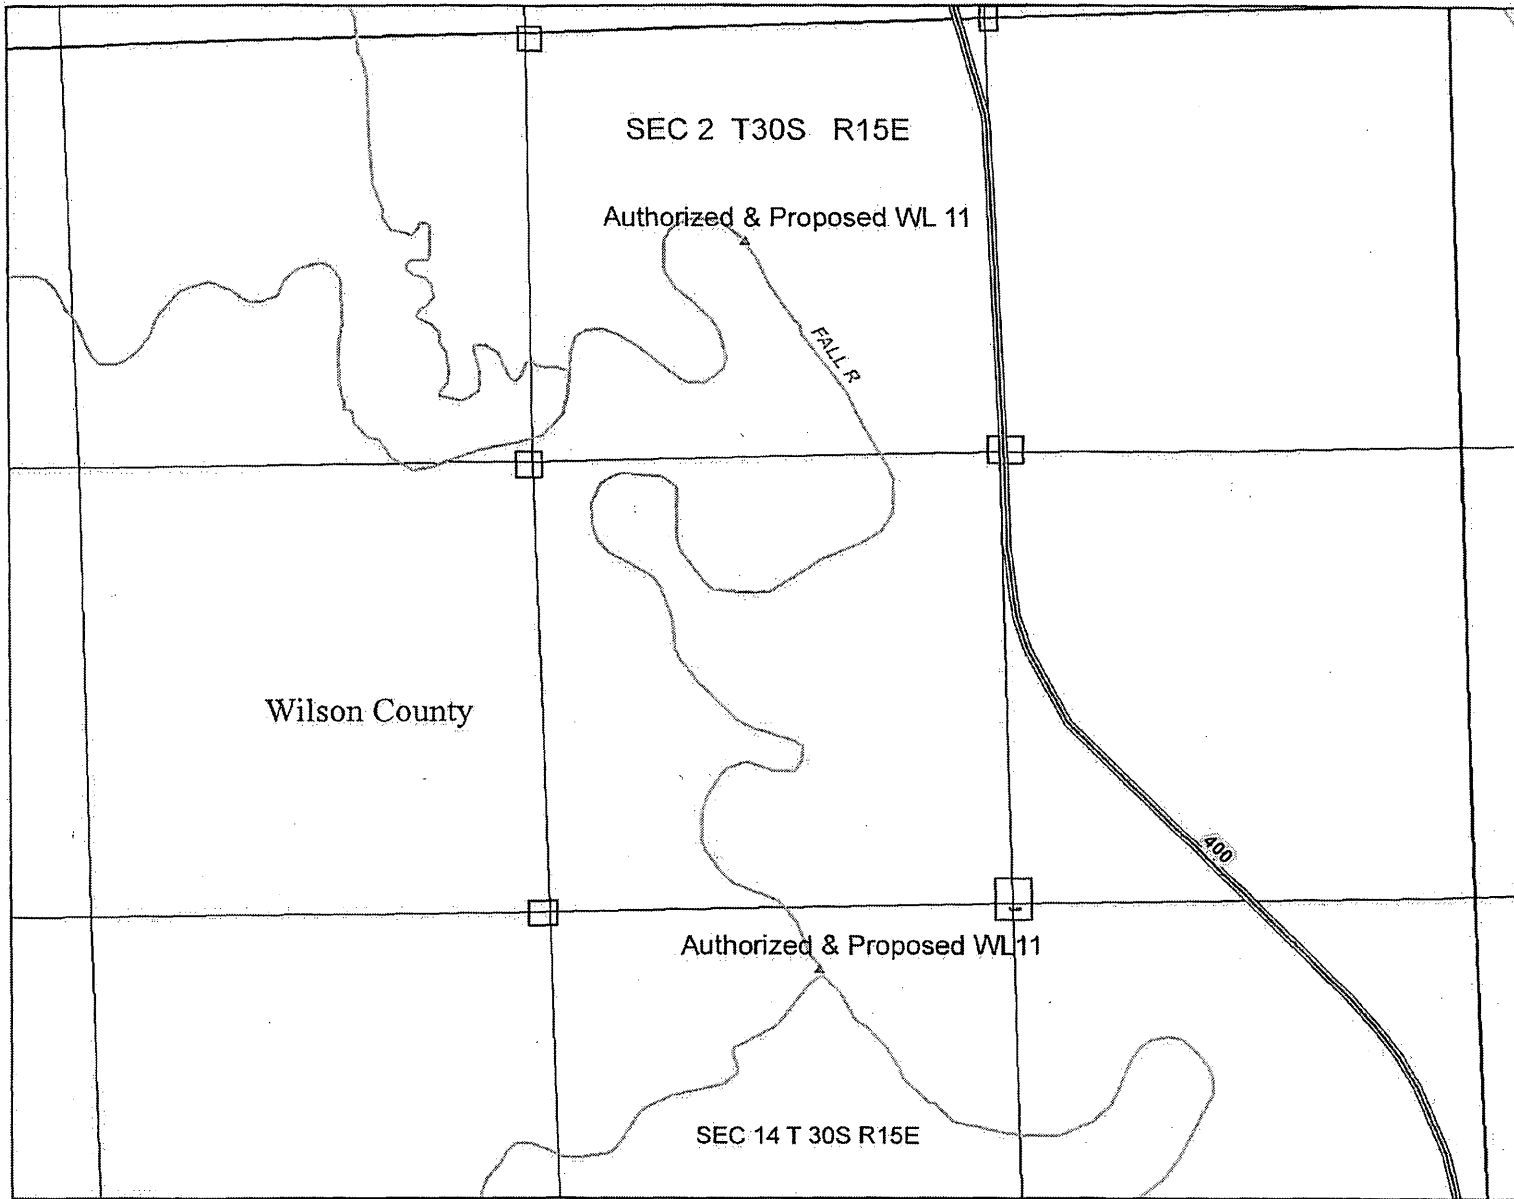 SEC 2 T30S R15E
Authorized & Proposed WL 11
FALL R
Wilson County
400
Authorized & Proposed WL11
SEC 14 T 30S R15E